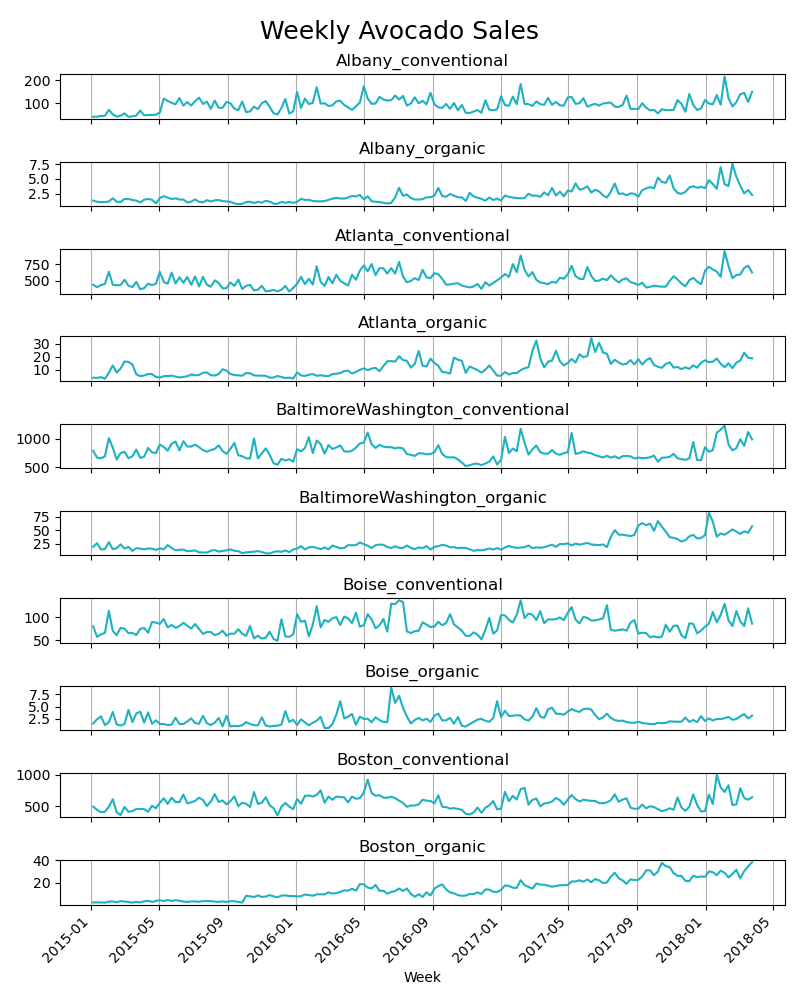 Weekly Avocado Sales
Albany_conventional
200
100
Albany_organic
7.5
5.0
2.5
Atlanta_conventional
750
500
Atlanta_organic
30
20
10
BaltimoreWashington_conventional
1000
500
BaltimoreWashington_organic
75
50
25
Boise_conventional
100
50
Boise_organic
7.5
5.0
2.5
Boston_conventional
1000
500
Boston_organic
40
20
2015-01 2015-05 2015-09 2016-01 2016-05 2016-09 2017-01 2017-05 2017-09 2018-01 2018-05
Week